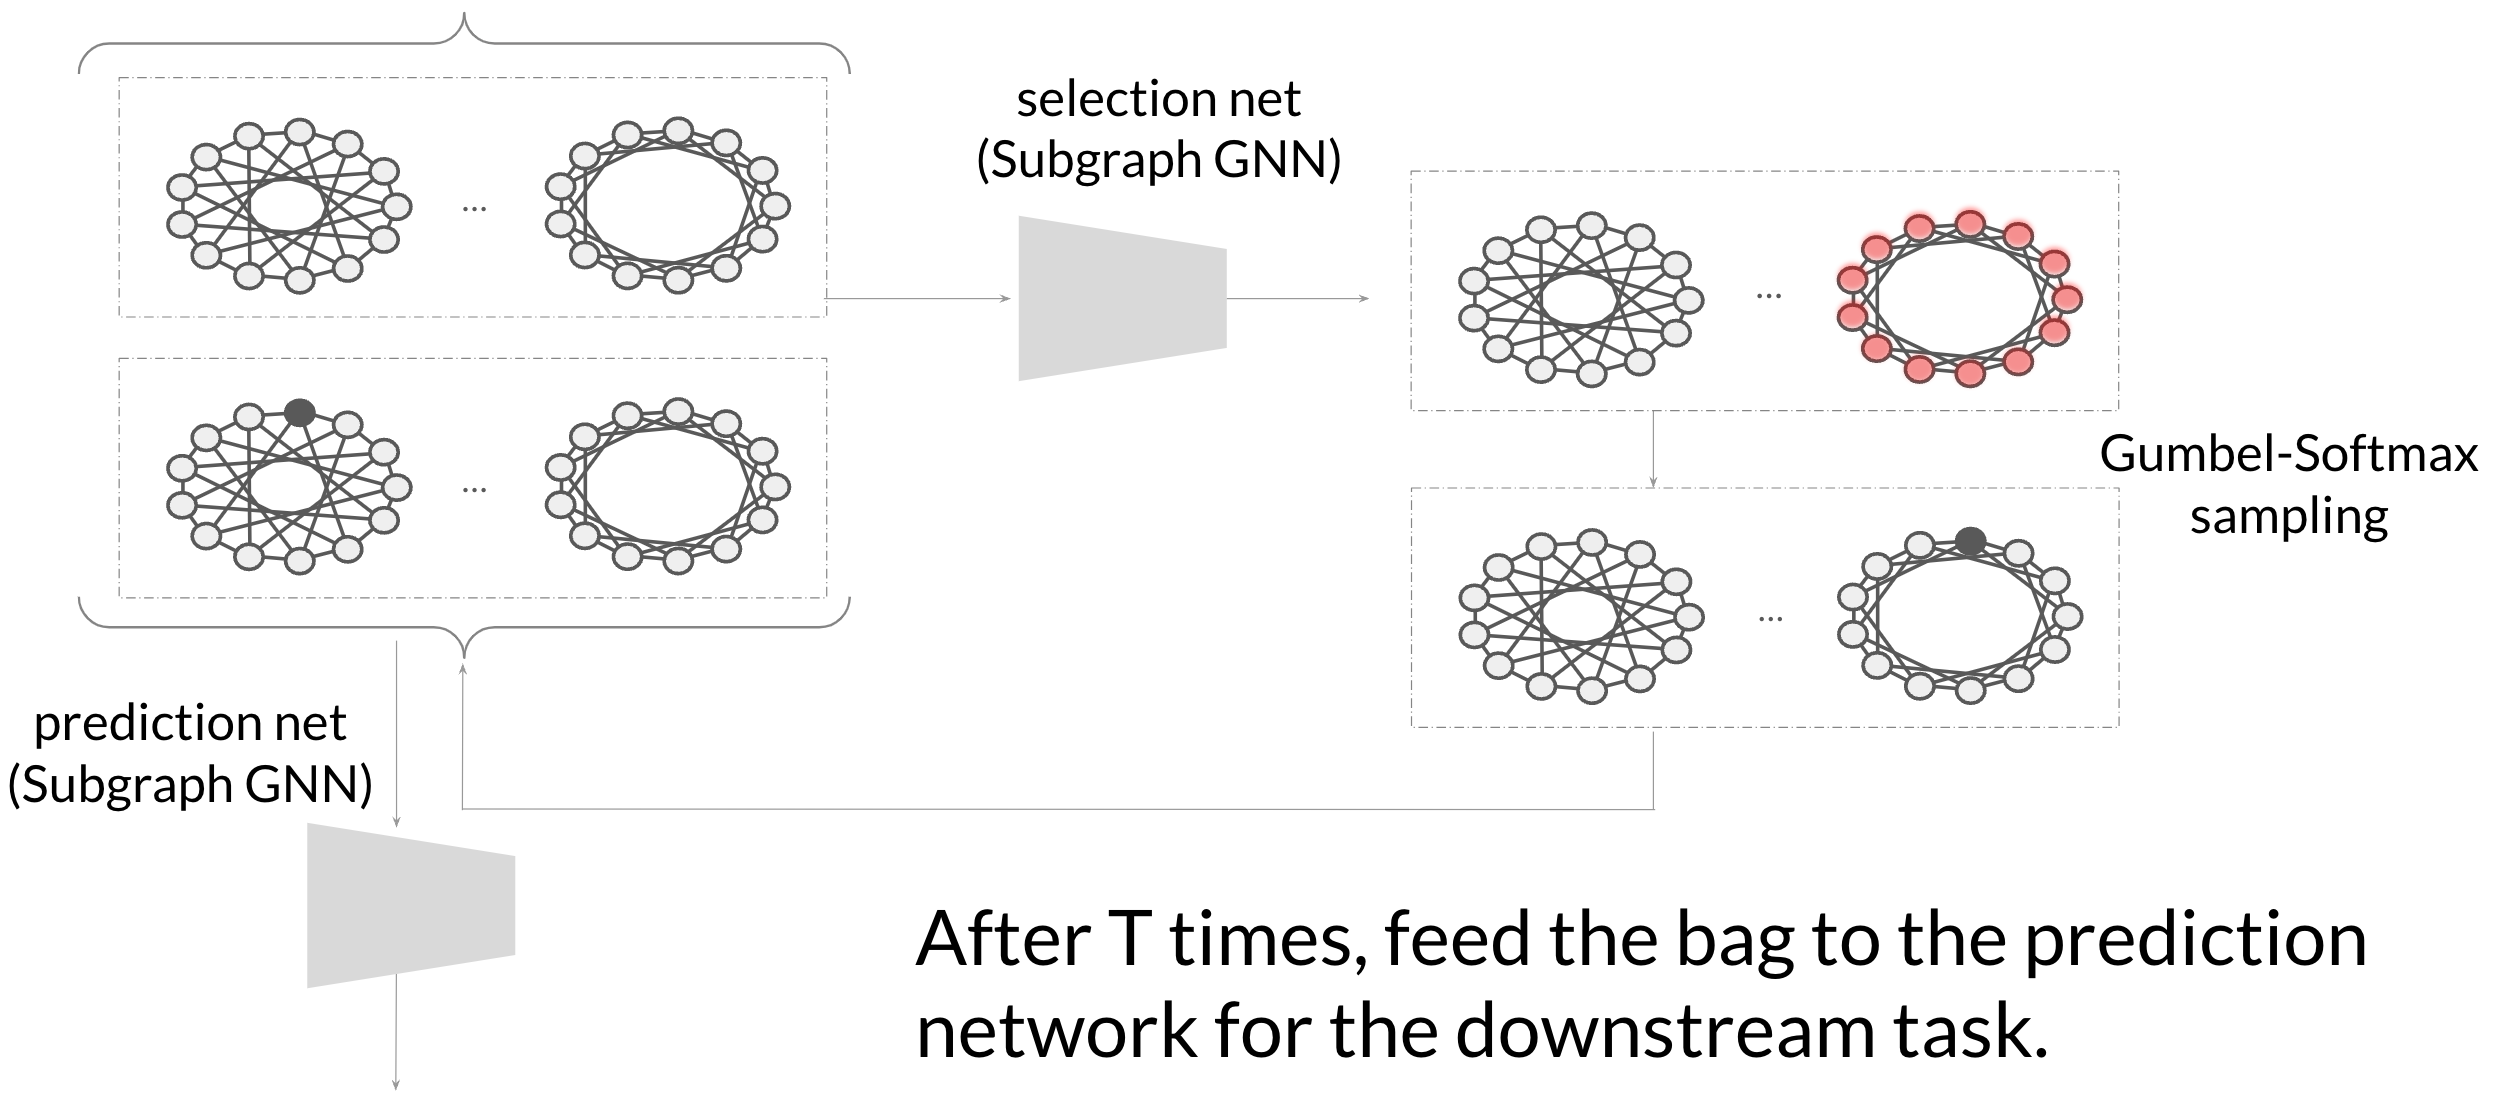 selection net
(Subgraph GNN)
...
...
...
Gumbel-Softmax
sampling
...
prediction net
(Subgraph GNN)
After T times, feed the bag to the prediction
network for the downstream task.